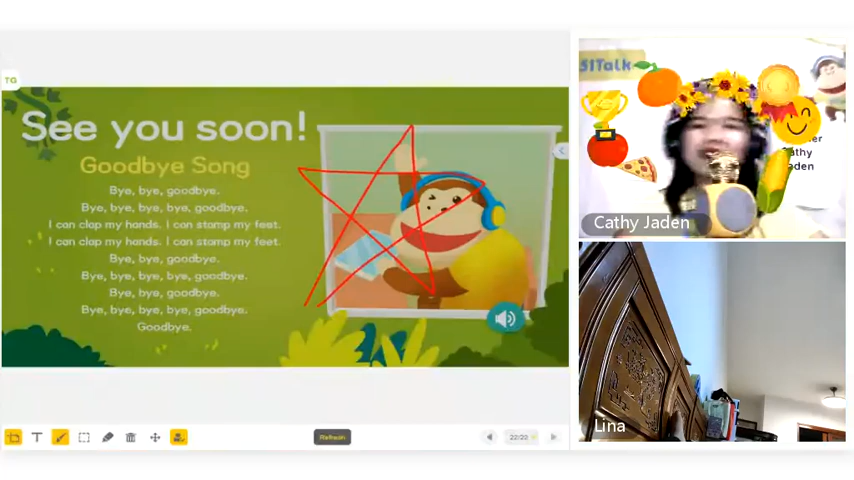 TG
See you soon!
Goodbye Song
Bye, bye, goodbye.
Bye, bye, bye, bye, goodbye.
I can clap my hands. I can stamp my feet.
I can clap my hands. I can stamp my feet.
Bye, bye, goodbye.
Bye, bye, bye, bye, goodbye.
Bye, bye, goodbye.
Bye, bye, bye, bye, goodbye.
Goodbye.
T
22/22
51Talk
Cathy
Cathy Jaden
Lina